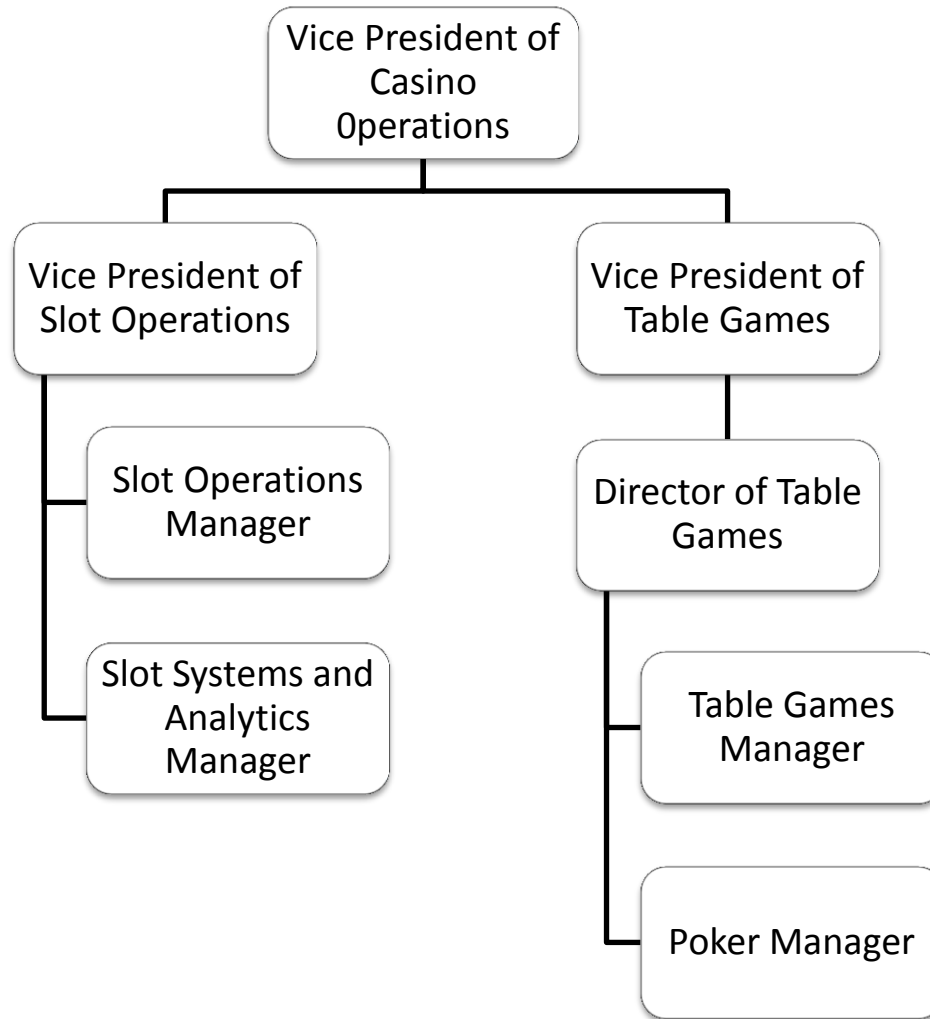 Vice President of
Casino
0perations
Vice President of
Slot Operations
Vice President of
Table Games
Slot Operations
Manager
Director of Table
Games
Slot Systems and
Analytics
Manager
Table Games
Manager
Poker Manager